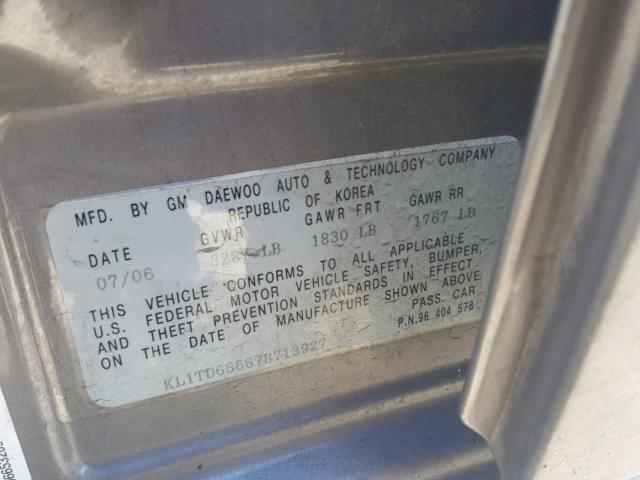 MFD. BY GM DAEWOO AUTO & TECHNOLOGY COMPANY
REPUBLIC OF KOREA
DATE GVWR GAWR FRT GAWR RR
07/06 LB 1830 LB 1767 LB
THIS VEHICLE CONFORMS TO ALL APPLICABLE
U.S. FEDERAL MOTOR VEHICLE SAFETY, BUMPER,
AND THEFT PREVENTION STANDARDS IN EFFECT
ON THE DATE OF MANUFACTURE SHOWN ABOVE
PASS. CAR
P.N.96 404 578
KL1TD66667B713927